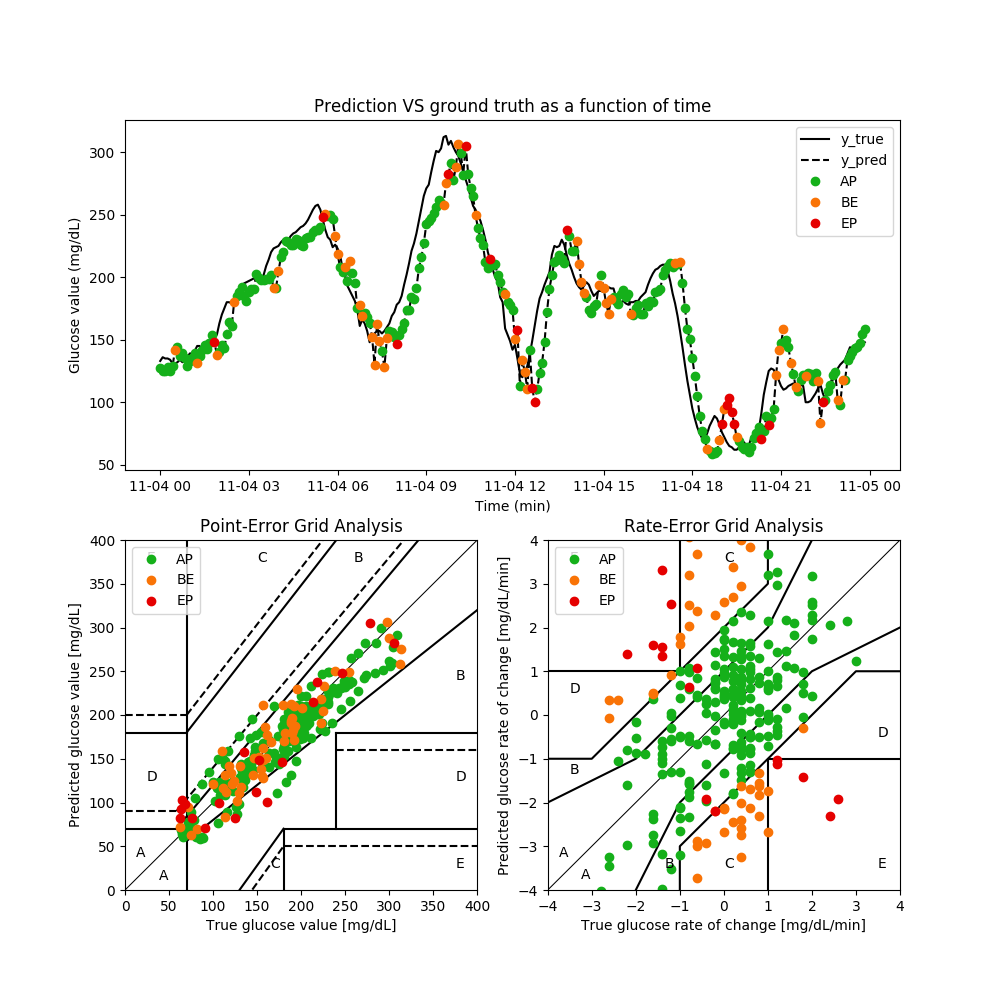 Prediction VS ground truth as a function of time
Glucose value (mg/dL)
300
250
200
150
100
50
y_true
y_pred
AP
BE
EP
11-04 00 11-04 03 11-04 06 11-04 09 11-04 12 11-04 15 11-04 18 11-04 21 11-05 00
Time (min)
Point-Error Grid Analysis
Predicted glucose value [mg/dL]
400
350
300
250
200
150
100
50
0
AP
BE
EP
C
B
B
D
D
A
A
C
E
0 50 100 150 200 250 300 350 400
True glucose value [mg/dL]
Rate-Error Grid Analysis
Predicted glucose rate of change [mg/dL/min]
4
3
2
1
0
−1
−2
−3
−4
AP
BE
EP
C
D
D
B
A
A
B
C
E
−4 −3 −2 −1 0 1 2 3 4
True glucose rate of change [mg/dL/min]